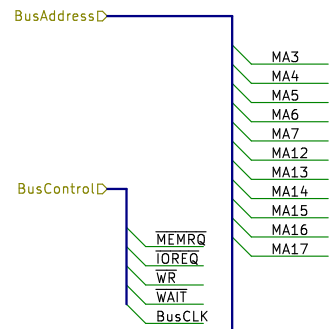 BusAddress
MA3
MA4
MA5
MA6
MA7
MA12
MA13
MA14
MA15
MA16
MA17
BusControl
MEMRQ
IOREQ
WR
WAIT
BusCLK